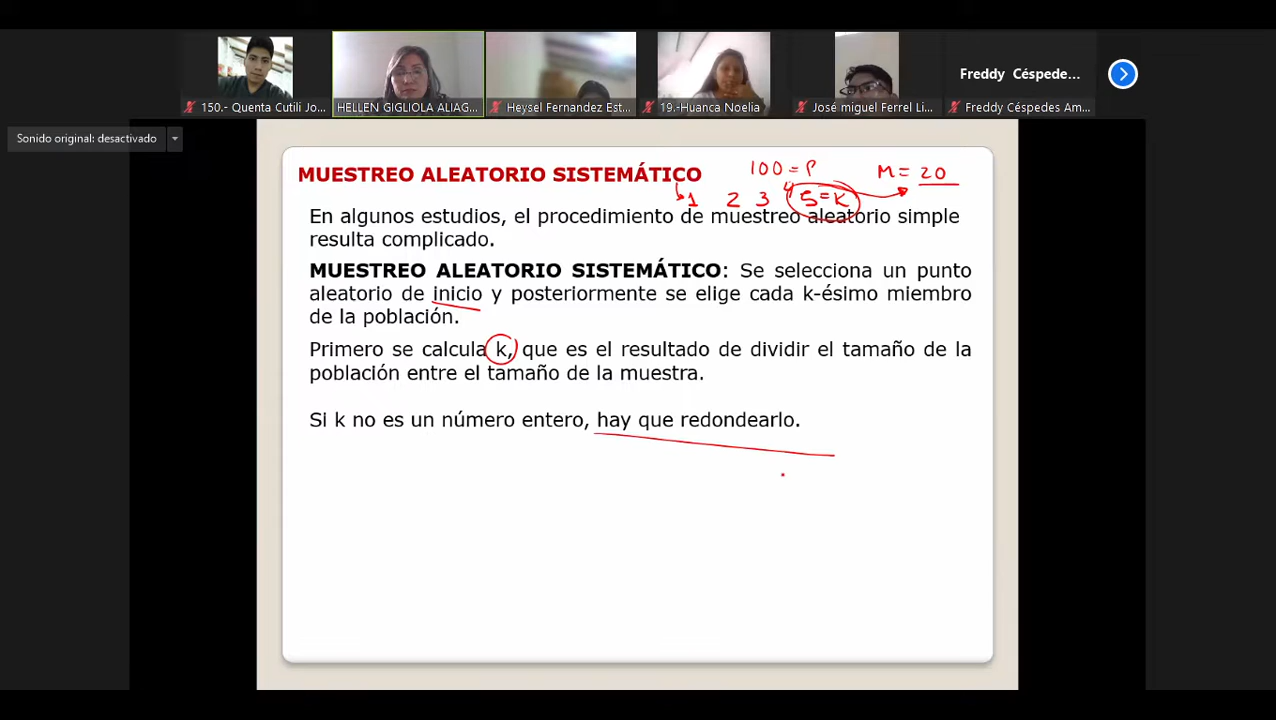 150.- Quenta Cutili Jo...
HELLEN GIGLIOLA ALIAG...
Heysel Fernandez Est...
19.-Huanca Noelia
José miguel Ferrel Li...
Freddy Céspedes Am...
Freddy Céspede...
Sonido original: desactivado
MUESTREO ALEATORIO SISTEMÁTICO
100 = P
M = 20
1 2 3 4 5 = K
En algunos estudios, el procedimiento de muestreo aleatorio simple
resulta complicado.
MUESTREO ALEATORIO SISTEMÁTICO: Se selecciona un punto
aleatorio de inicio y posteriormente se elige cada k-ésimo miembro
de la población.
Primero se calcula k, que es el resultado de dividir el tamaño de la
población entre el tamaño de la muestra.
Si k no es un número entero, hay que redondearlo.